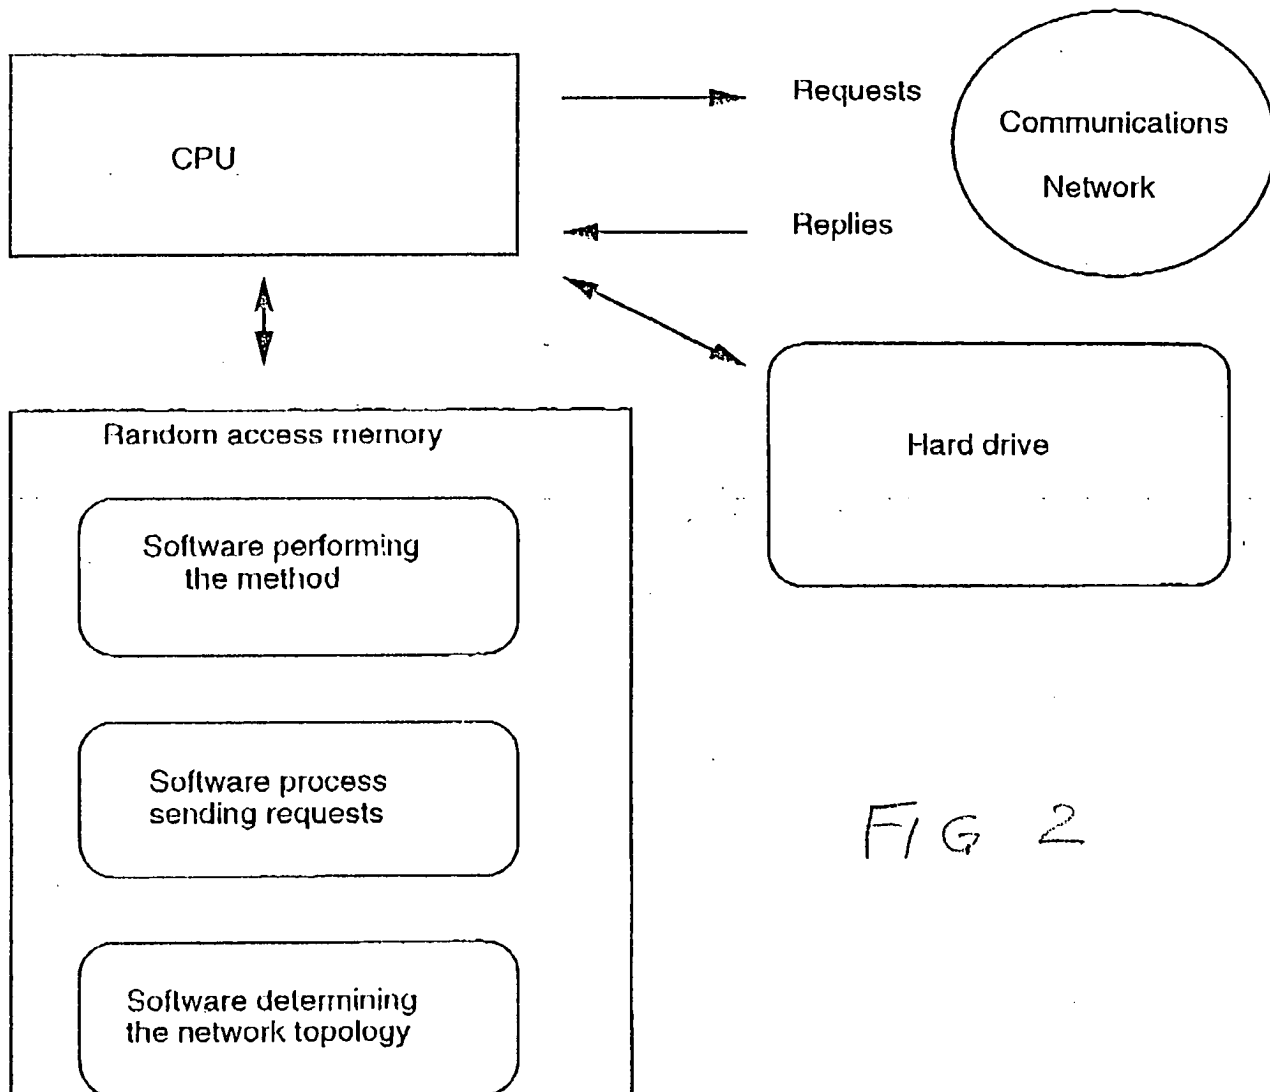 CPU
Requests
Replies
Communications
Network
Random access memory
Hard drive
Software performing
the method
Software process
sending requests
Software determining
the network topology
FIG 2